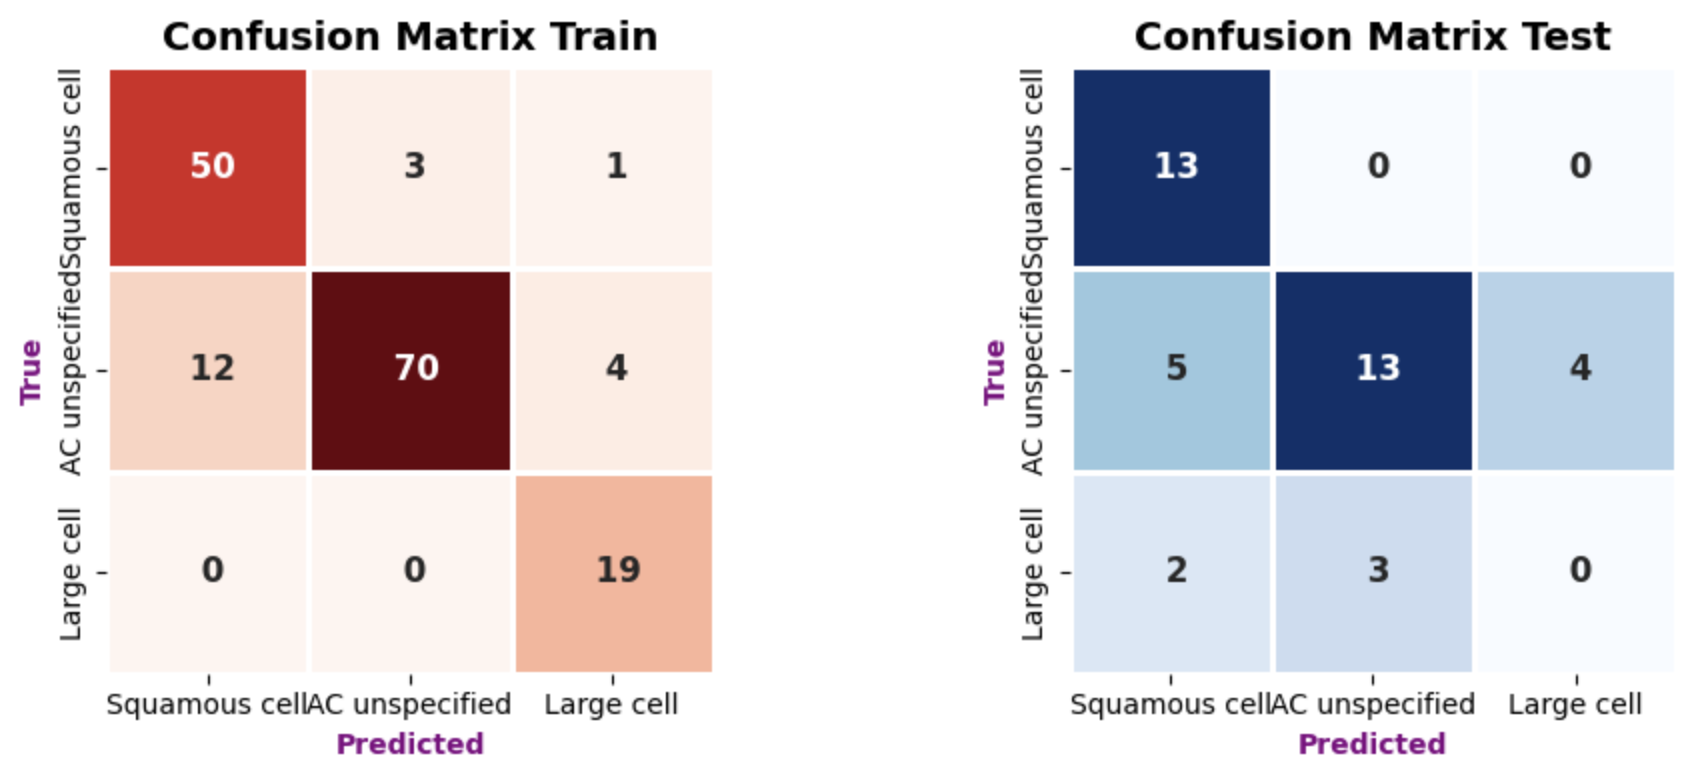 Confusion Matrix Train
True
Squamous cell
AC unspecified
Large cell
50 3 1
12 70 4
0 0 19
Squamous cell AC unspecified Large cell
Predicted
Confusion Matrix Test
True
Squamous cell
AC unspecified
Large cell
13 0 0
5 13 4
2 3 0
Squamous cell AC unspecified Large cell
Predicted